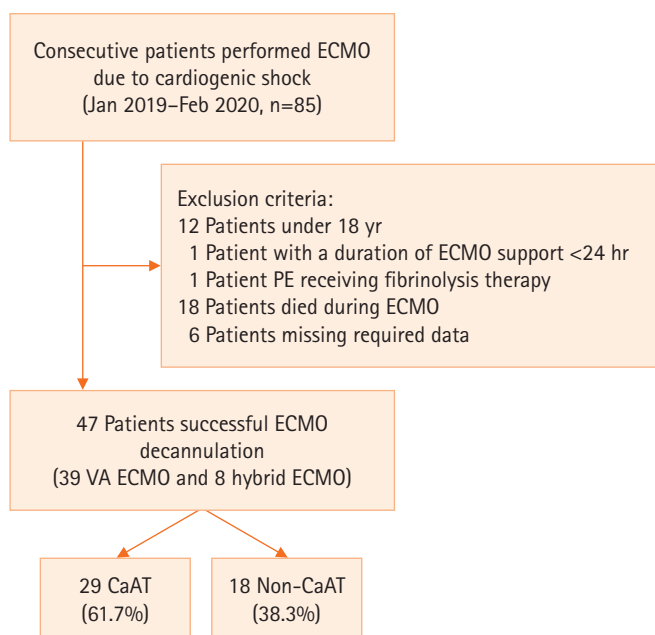 Consecutive patients performed ECMO
due to cardiogenic shock
(Jan 2019–Feb 2020, n=85)
Exclusion criteria:
12 Patients under 18 yr
1 Patient with a duration of ECMO support <24 hr
1 Patient PE receiving fibrinolysis therapy
18 Patients died during ECMO
6 Patients missing required data
47 Patients successful ECMO
decannulation
(39 VA ECMO and 8 hybrid ECMO)
29 CaAT
(61.7%)
18 Non-CaAT
(38.3%)